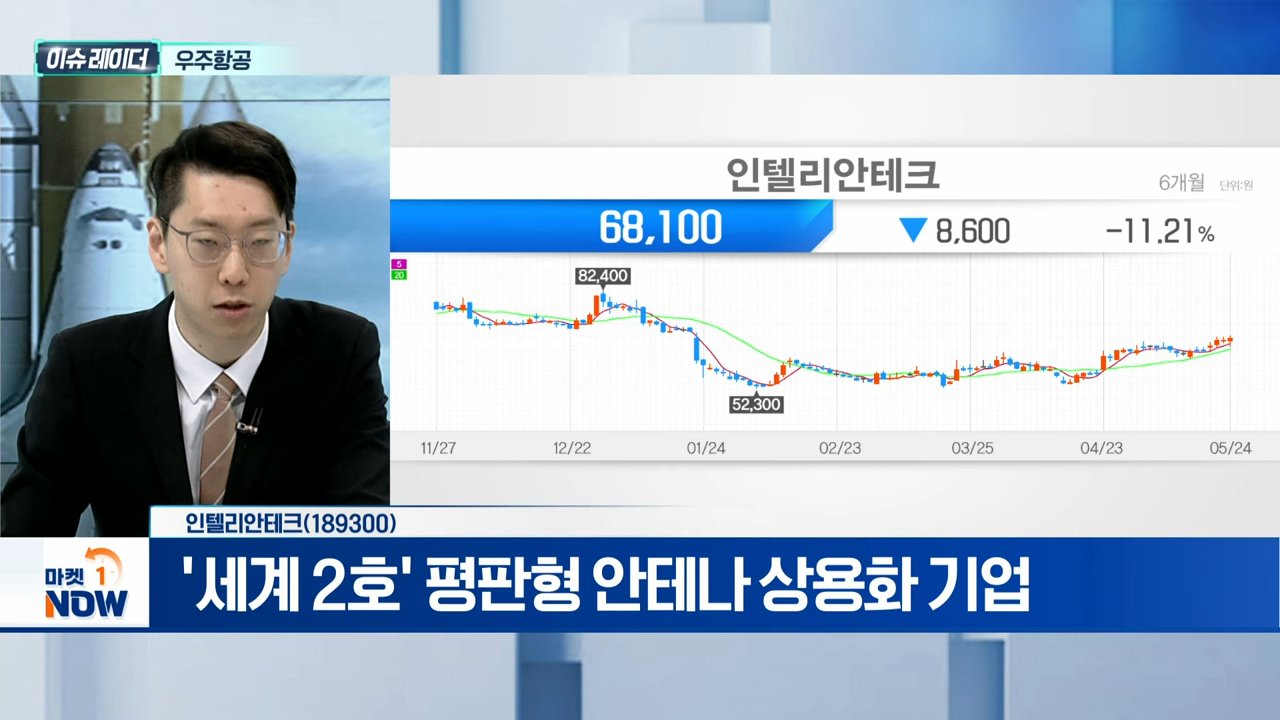 이슈 레이더 우주항공
인텔리안테크
6개월 단위:원
68,100 ▼ 8,600 -11.21%
5
20
82,400
52,300
11/27 12/22 01/24 02/23 03/25 04/23 05/24
인텔리안테크(189300)
마켓 1
NOW
'세계 2호' 평판형 안테나 상용화 기업